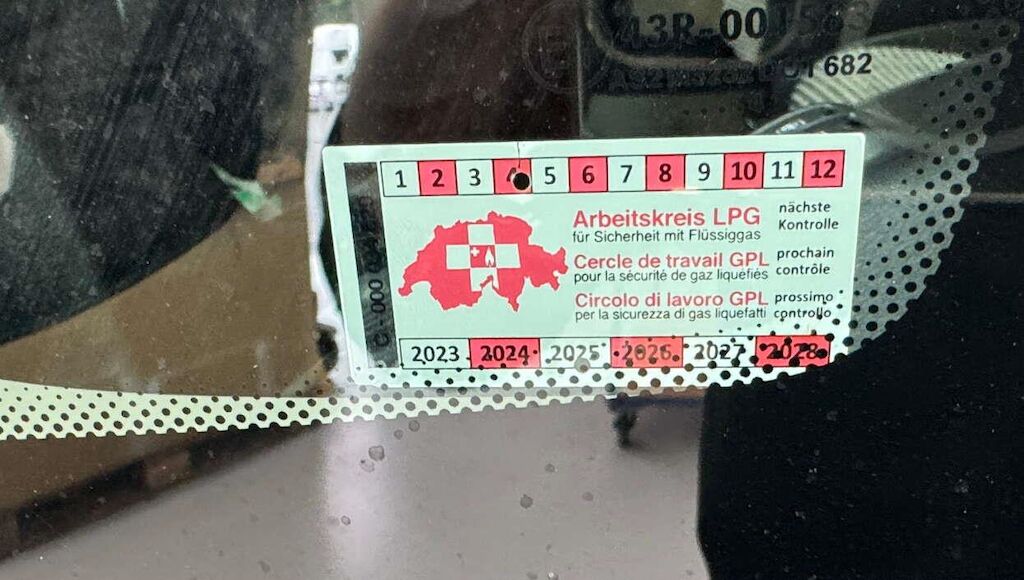 682
1 2 3 4 5 6 7 8 9 10 11 12
Arbeitskreis LPG
für Sicherheit mit Flüssiggas
nächste
Kontrolle
Cercle de travail GPL
pour la sécurité de gaz liquéfiés
prochain
contrôle
Circolo di lavoro GPL
per la sicurezza di gas liquefatti
prossimo
controllo
2023 2024 2025 2026 2027 2028